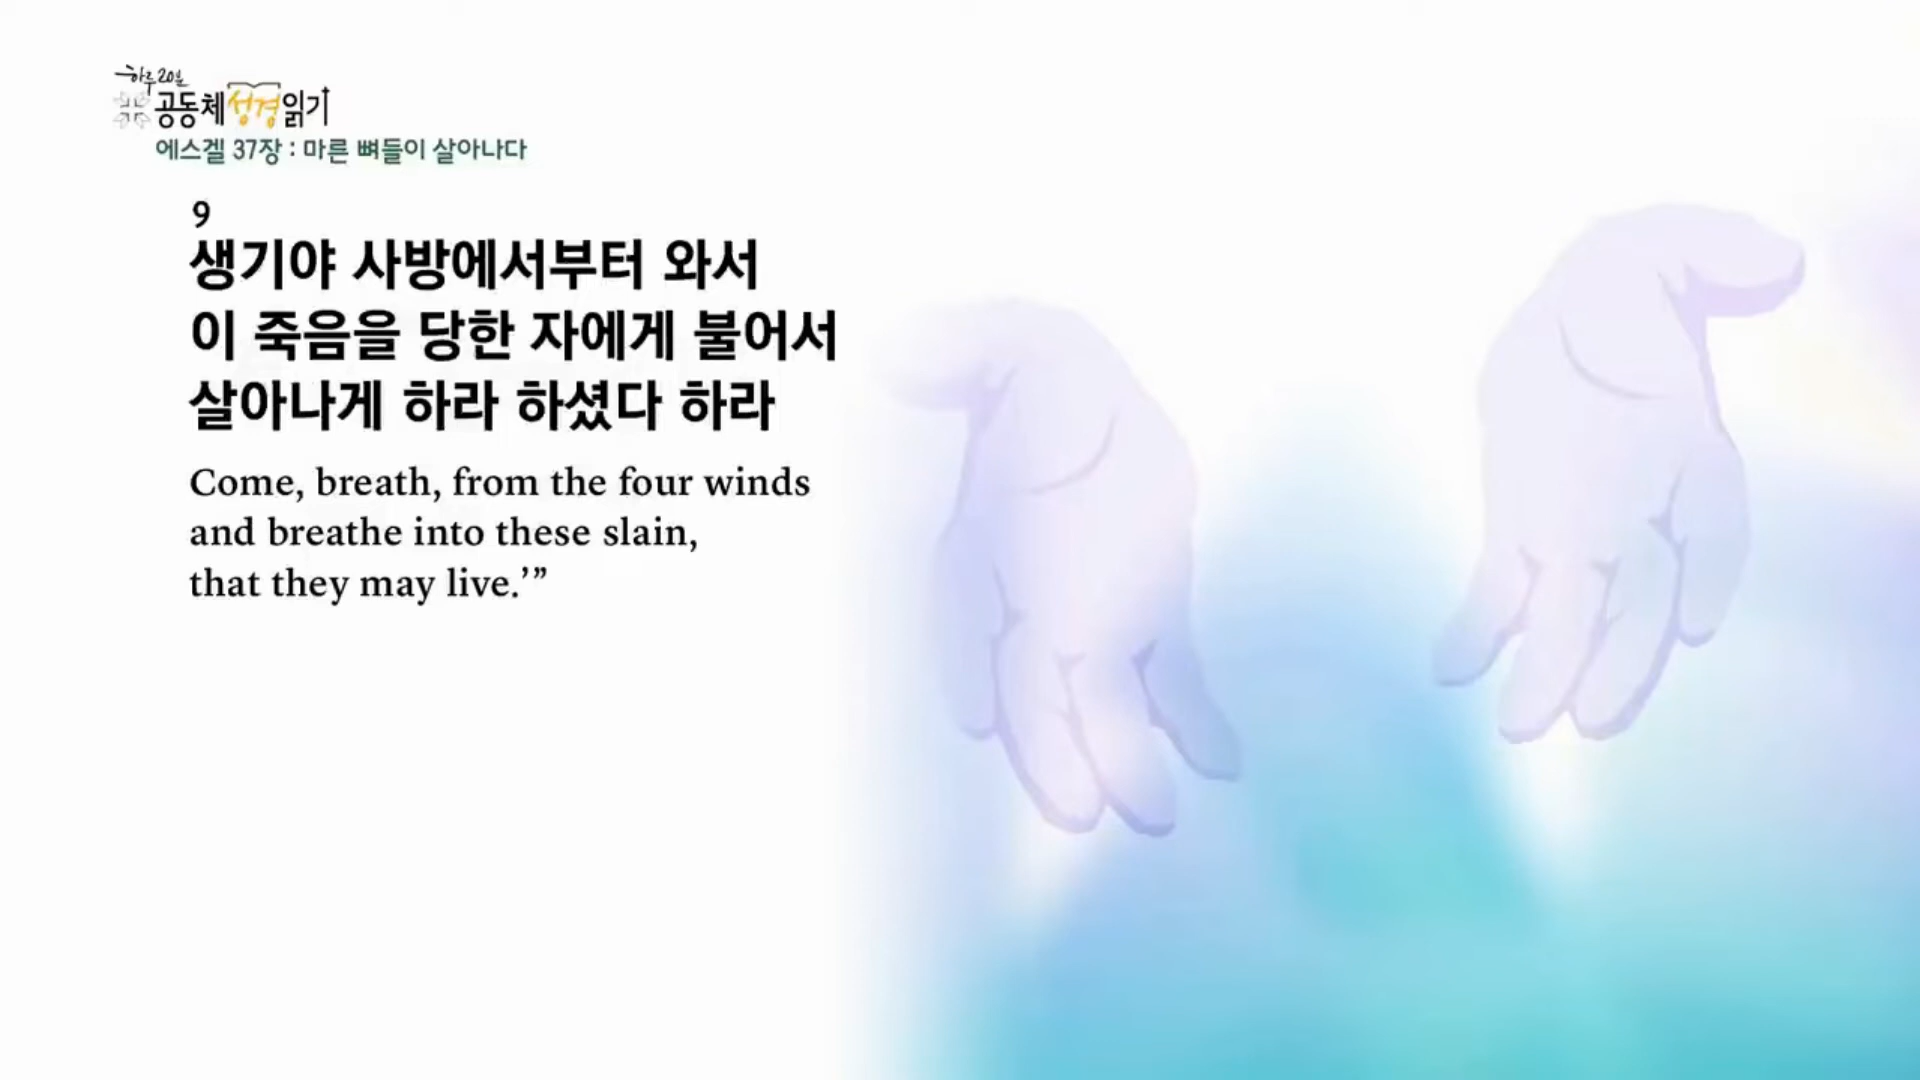 하루 20분
공동체성경읽기
에스겔 37장 : 마른 뼈들이 살아나다
9
생기야 사방에서부터 와서
이 죽음을 당한 자에게 불어서
살아나게 하라 하셨다 하라
Come, breath, from the four winds
and breathe into these slain,
that they may live.’”